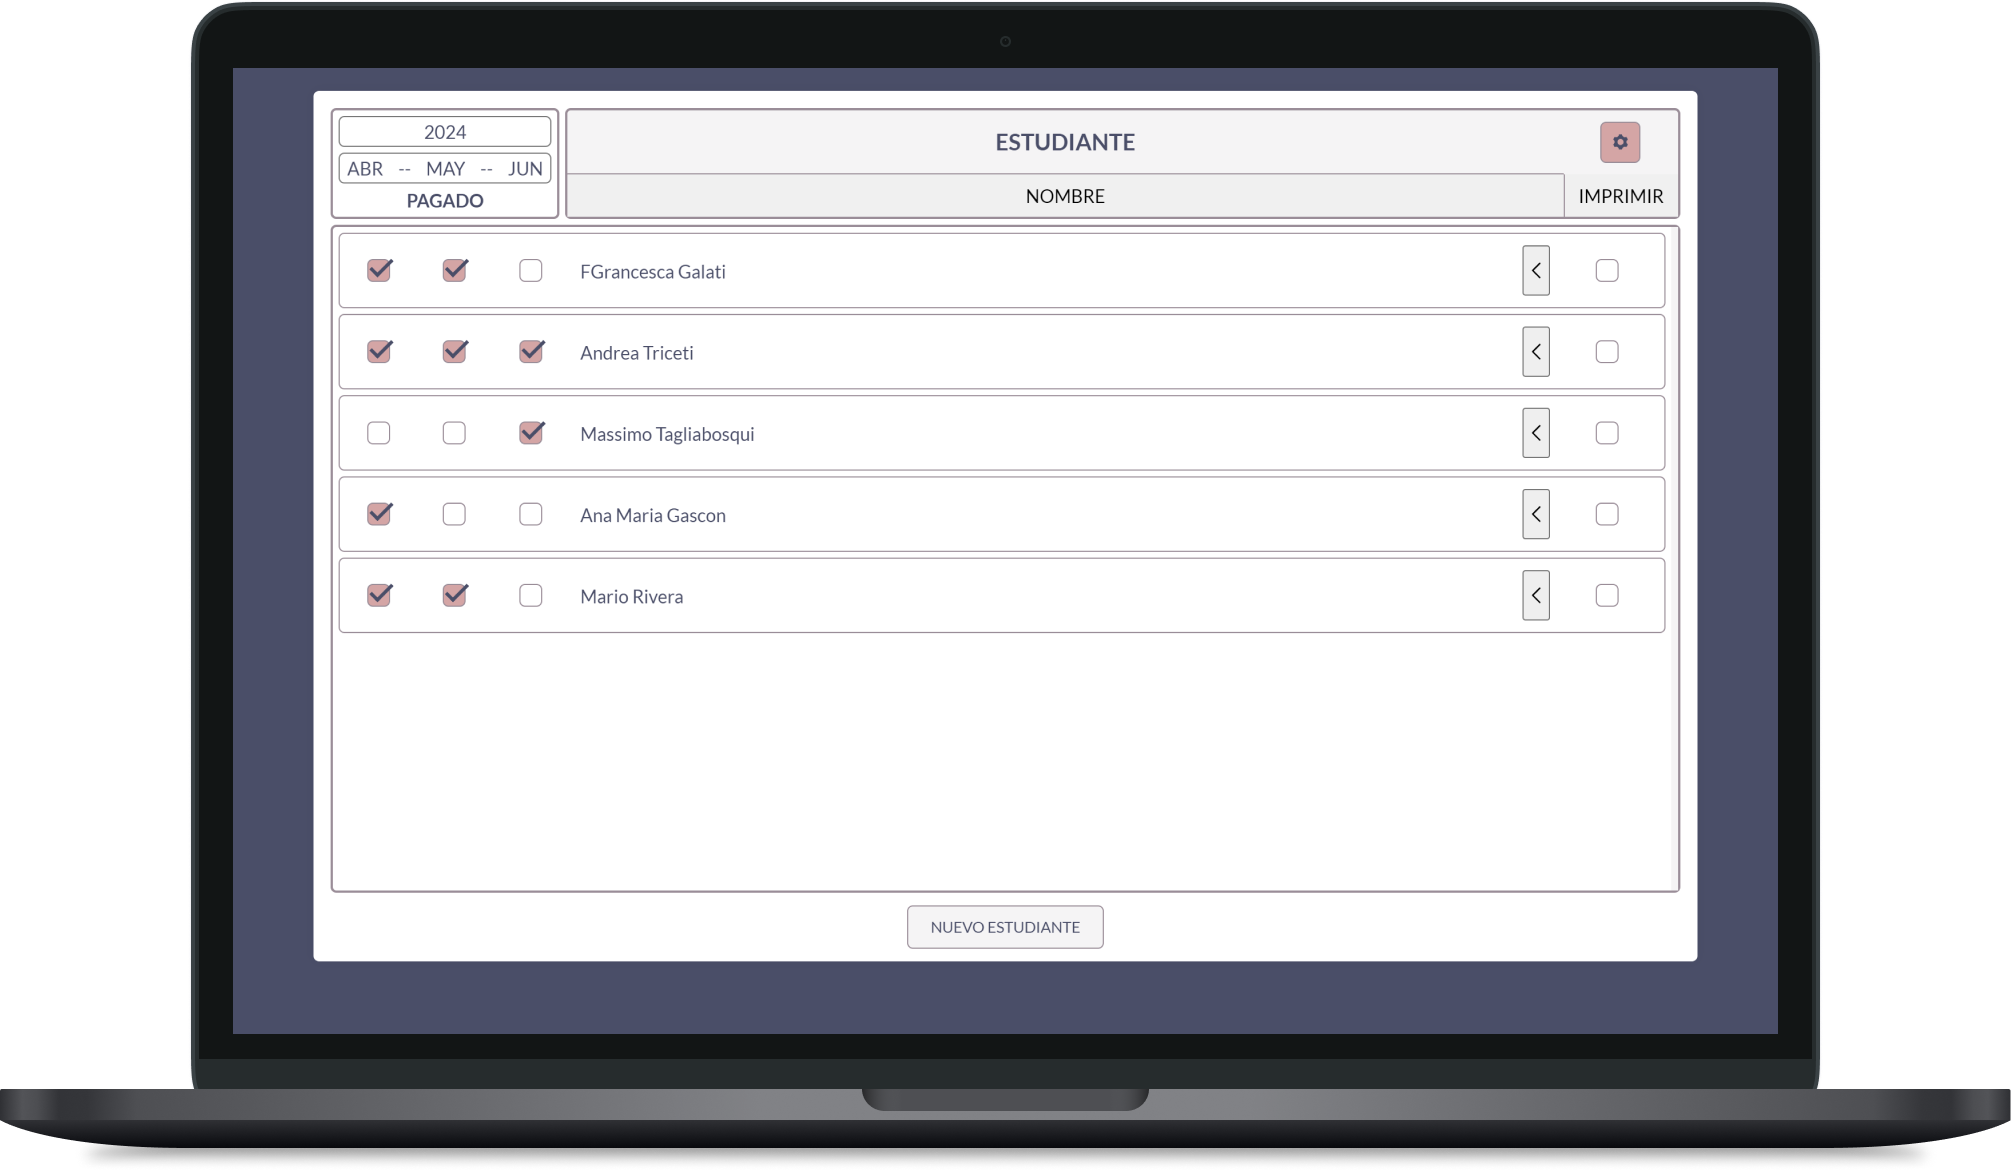 2024
ABR -- MAY -- JUN
PAGADO
ESTUDIANTE
NOMBRE
IMPRIMIR
FGrancesca Galati
Andrea Triceti
Massimo Tagliabosqui
Ana Maria Gascon
Mario Rivera
NUEVO ESTUDIANTE